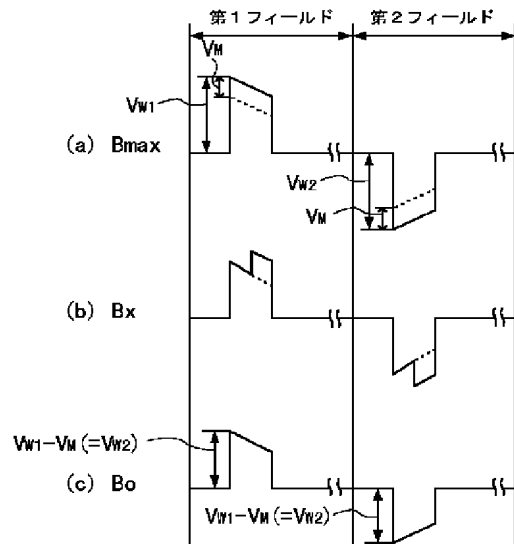 第1フィールド 第2フィールド
VM
VW1
(a) Bmax
VW2
VM
(b) Bx
VW1−VM(=VW2)
(c) Bo
VW1−VM(=VW2)